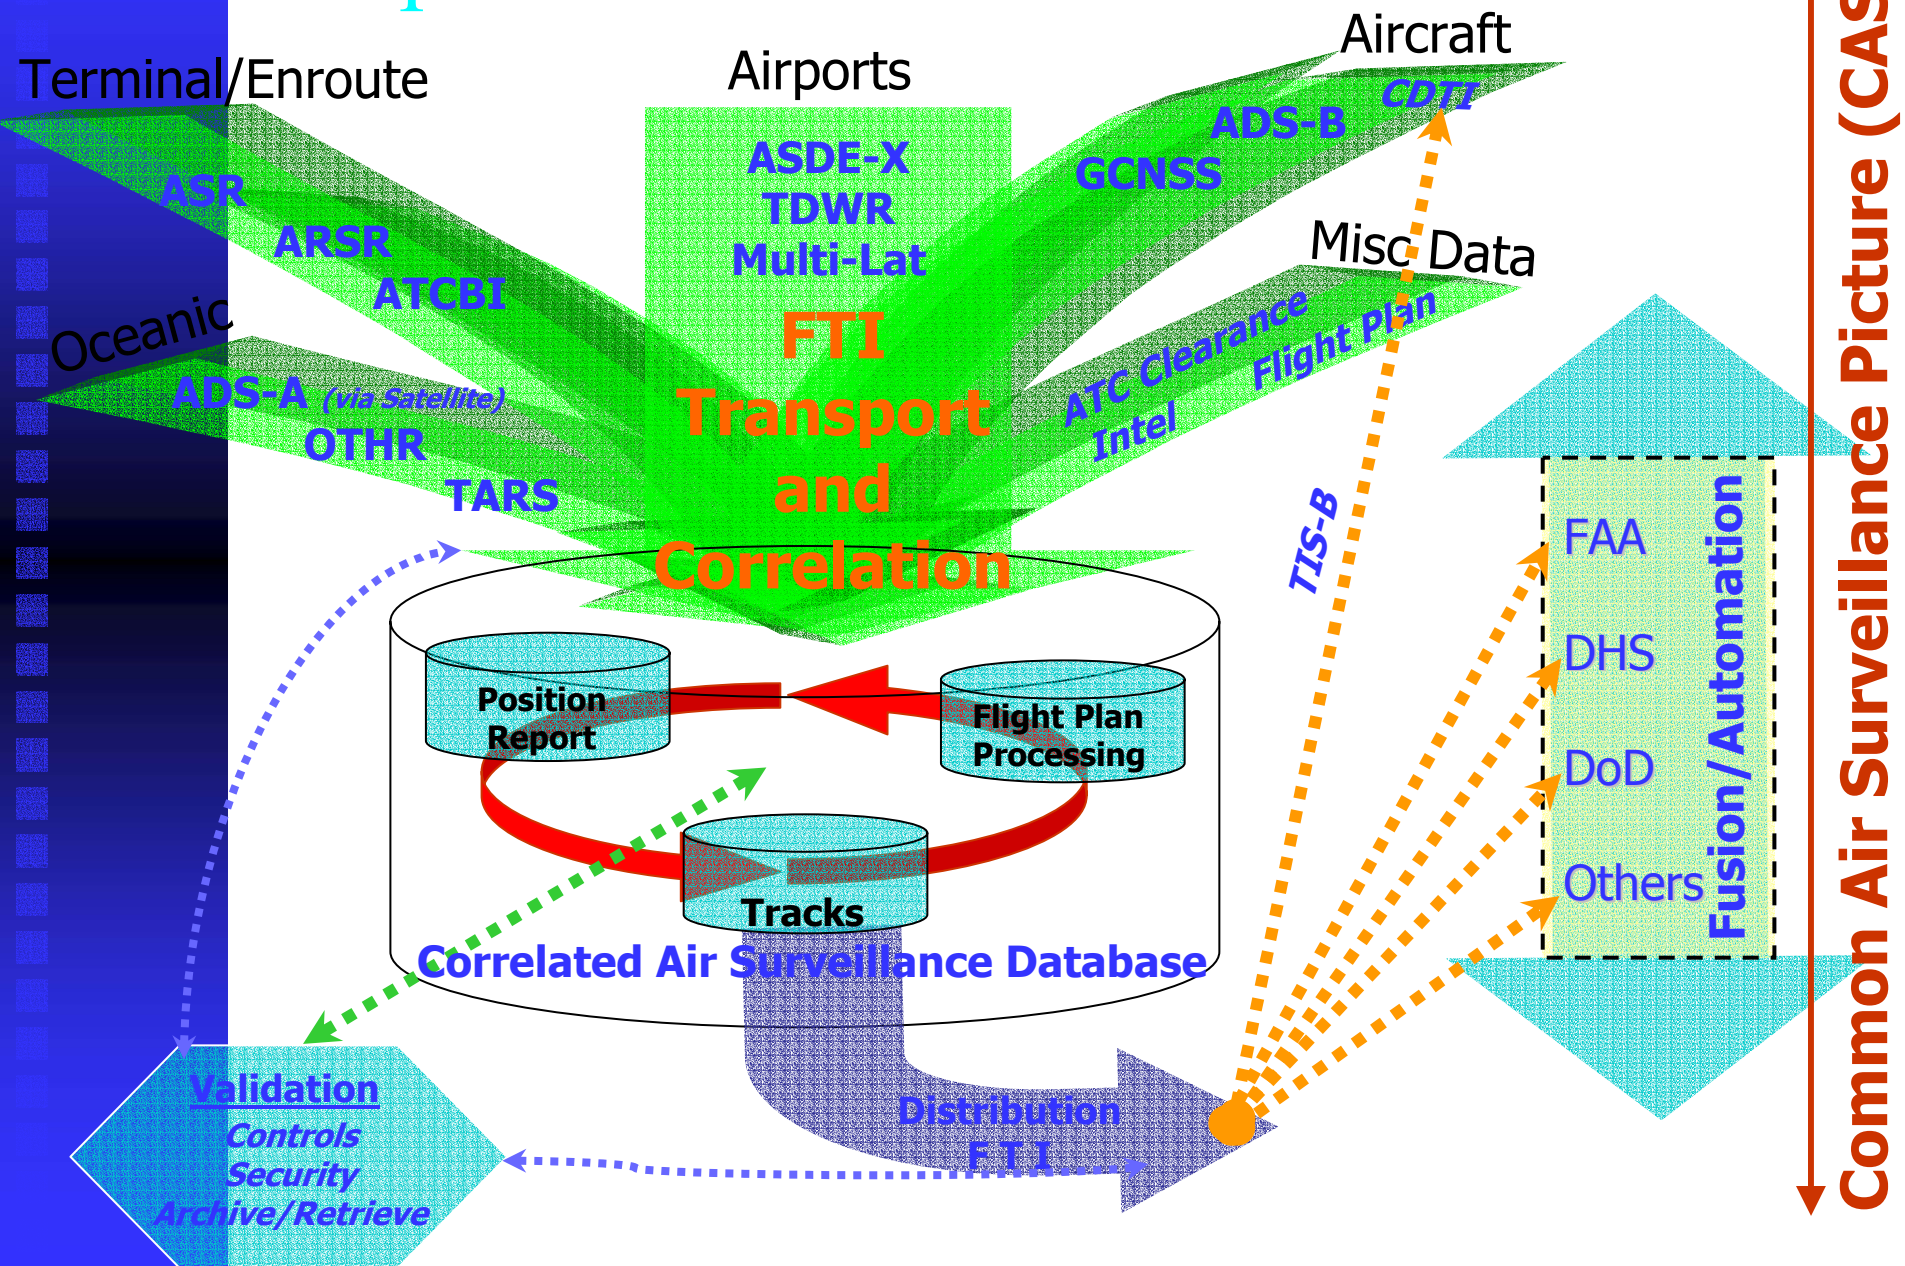 Terminal/Enroute
Airports
Aircraft
CDTI
ADS-B
GCNSS
ASDE-X
TDWR
Multi-Lat
ASR
ARSR
ATCBI
Oceanic
ADS-A (via Satellite)
OTHR
TARS
Misc Data
ATC Clearance
Flight Plan
Intel
FTI
Transport
and
Correlation
TIS-B
Position
Report
Flight Plan
Processing
Tracks
Correlated Air Surveillance Database
Distribution
F T I
Validation
Controls
Security
Archive/Retrieve
FAA
DHS
DoD
Others
Fusion/Automation
Common Air Surveillance Picture (CAS